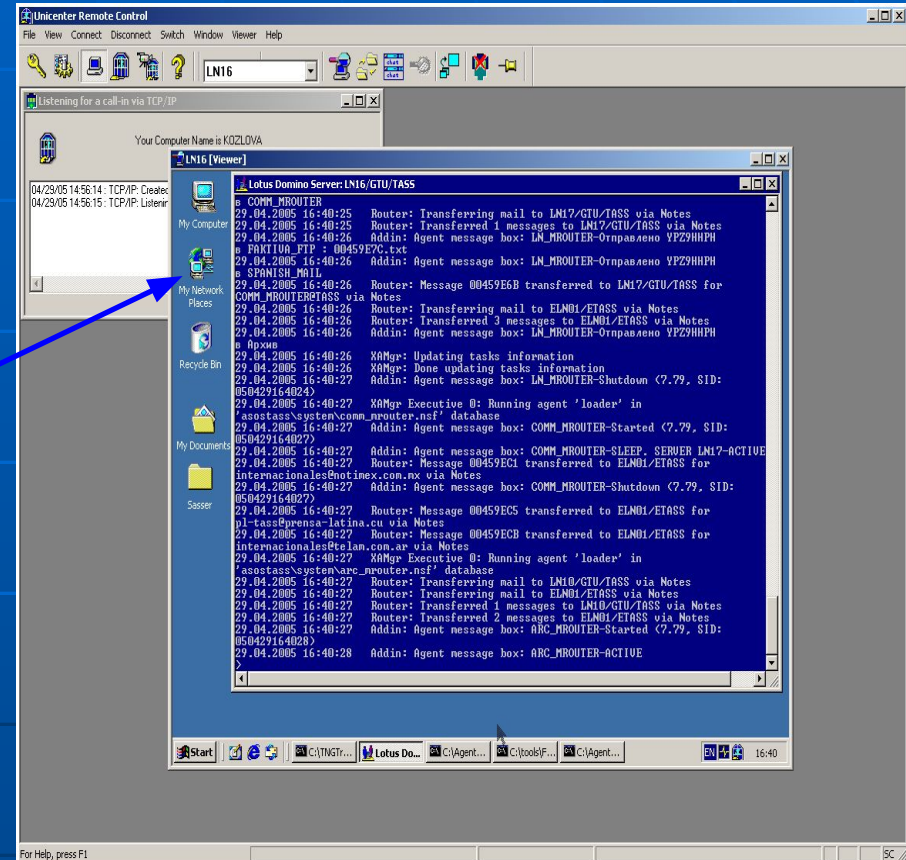 Unicenter Remote Control
File View Connect Disconnect Switch Window Viewer Help
LN16
chat
chat
Listening for a call-in via TCP/IP
Your Computer Name is KOZLOVA
04/29/05 14:56:14 : TCP/IP: Created
04/29/05 14:56:15 : TCP/IP: Listenin
LN16 [Viewer]
My Computer
My Network
Places
Recycle Bin
My Documents
Sasser
Lotus Domino Server: LN16/GTU/TASS
в COMM_MROUTER
29.04.2005 16:40:25 Router: Transferring mail to LN17/GTU/TASS via Notes
29.04.2005 16:40:25 Router: Transferred 1 messages to LN17/GTU/TASS via Notes
29.04.2005 16:40:26 Addin: Agent message box: LN_MROUTER-Отправлено YPZ9HHPH
в FAKTIVA_FTP : 00459E7C.txt
29.04.2005 16:40:26 Addin: Agent message box: LN_MROUTER-Отправлено YPZ9HHPH
в SPANISH_MAIL
29.04.2005 16:40:26 Router: Message 00459E6B transferred to LN17/GTU/TASS for
COMM_MROUTER@TASS via Notes
29.04.2005 16:40:26 Router: Transferring mail to ELN01/ETASS via Notes
29.04.2005 16:40:26 Router: Transferred 3 messages to ELN01/ETASS via Notes
29.04.2005 16:40:26 Addin: Agent message box: LN_MROUTER-Отправлено YPZ9HHPH
в Архив
29.04.2005 16:40:26 XAMgr: Updating tasks information
29.04.2005 16:40:26 XAMgr: Done updating tasks information
29.04.2005 16:40:27 Addin: Agent message box: LN_MROUTER-Shutdown (7.79, SID:
050429164024)
29.04.2005 16:40:27 XAMgr Executive 0: Running agent 'loader' in
'asostass\system\comm_mrouter.nsf' database
29.04.2005 16:40:27 Addin: Agent message box: COMM_MROUTER-Started (7.79, SID:
050429164027)
29.04.2005 16:40:27 Addin: Agent message box: COMM_MROUTER-SLEEP. SERVER LN17-ACTIVE
29.04.2005 16:40:27 Router: Message 00459EC1 transferred to ELN01/ETASS for
internacionales@notimex.com.mx via Notes
29.04.2005 16:40:27 Addin: Agent message box: COMM_MROUTER-Shutdown (7.79, SID:
050429164027)
29.04.2005 16:40:27 Router: Message 00459EC5 transferred to ELN01/ETASS for
pl-tass@prensa-latina.cu via Notes
29.04.2005 16:40:27 Router: Message 00459ECB transferred to ELN01/ETASS for
internacionales@telam.com.ar via Notes
29.04.2005 16:40:27 XAMgr Executive 0: Running agent 'loader' in
'asostass\system\arc_mrouter.nsf' database
29.04.2005 16:40:27 Router: Transferring mail to LN10/GTU/TASS via Notes
29.04.2005 16:40:27 Router: Transferring mail to ELN01/ETASS via Notes
29.04.2005 16:40:27 Router: Transferred 1 messages to LN10/GTU/TASS via Notes
29.04.2005 16:40:27 Router: Transferred 2 messages to ELN01/ETASS via Notes
29.04.2005 16:40:27 Addin: Agent message box: ARC_MROUTER-Started (7.79, SID:
050429164028)
29.04.2005 16:40:28 Addin: Agent message box: ARC_MROUTER-ACTIVE
>
Start C:\TNGTr... Lotus Do... C:\Agent... C:\tools\F... C:\Agent... EN 16:40
For Help, press F1 SC